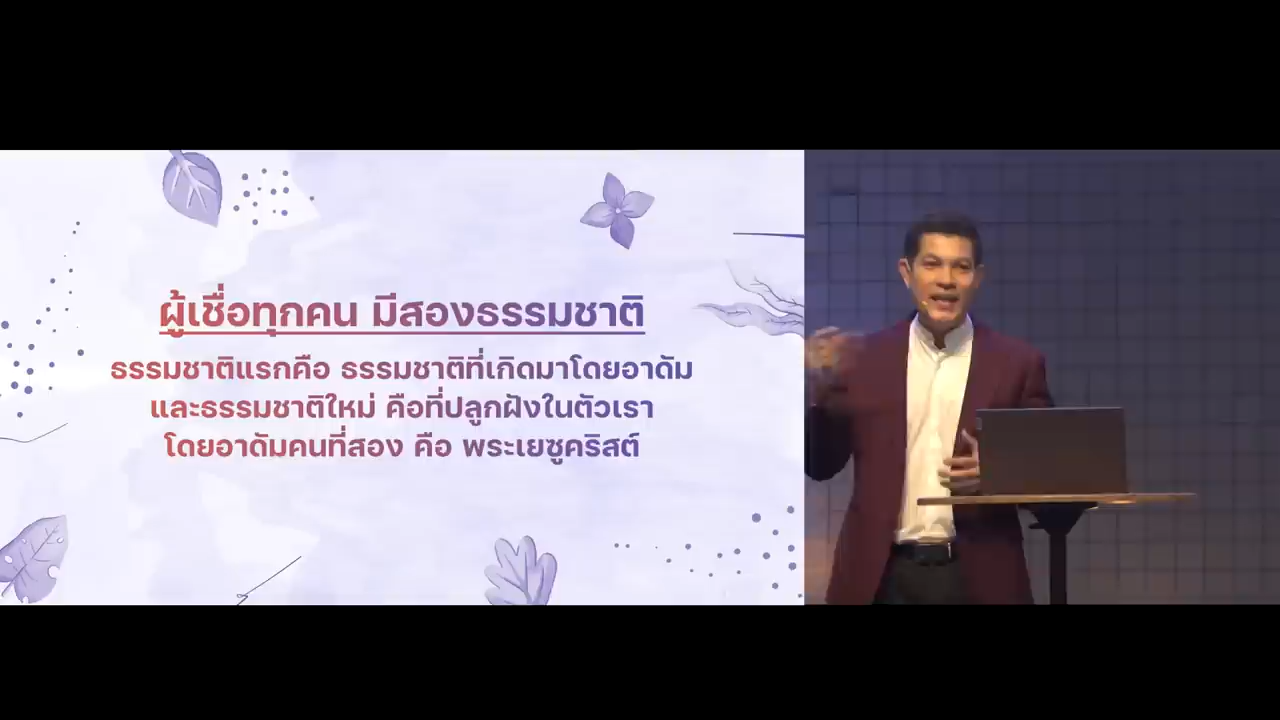 ผู้เชื่อทุกคน มีสองธรรมชาติ
ธรรมชาติแรกคือ ธรรมชาติที่เกิดมาโดยอาดัม
และธรรมชาติใหม่ คือที่ปลูกฝังในตัวเรา
โดยอาดัมคนที่สอง คือ พระเยซูคริสต์